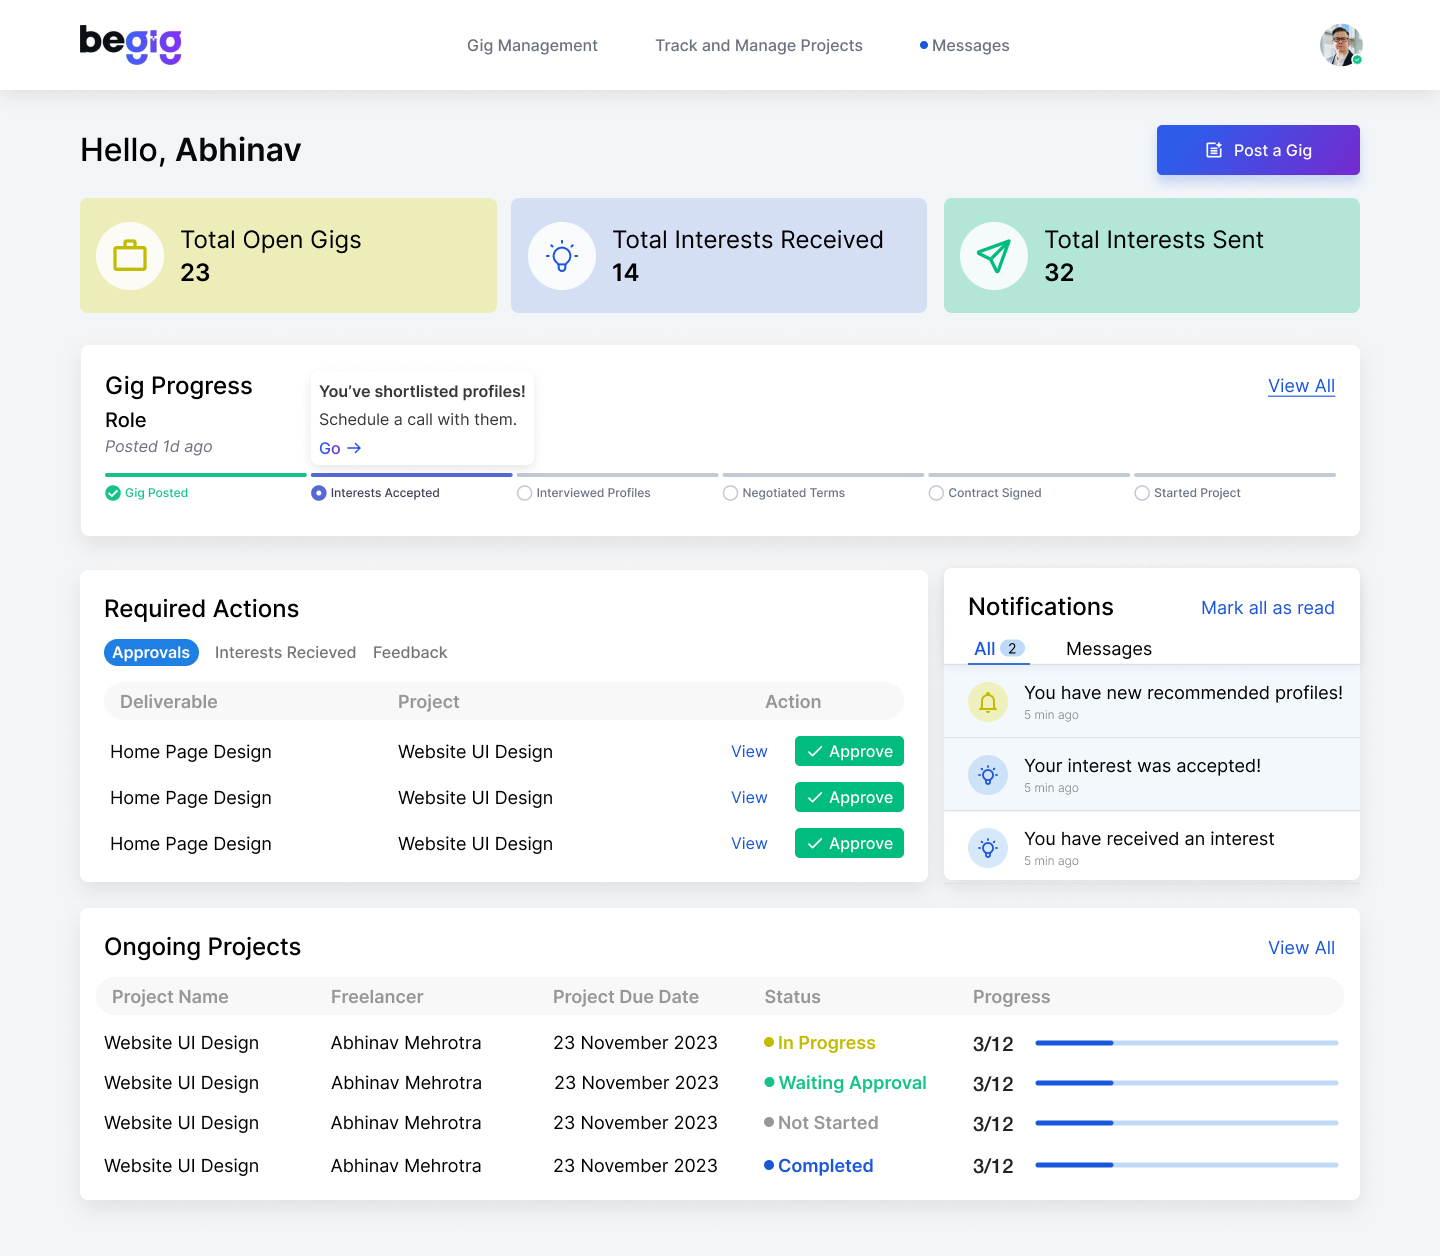 begig
Gig Management
Track and Manage Projects
Messages
Hello, Abhinav
Post a Gig
Total Open Gigs
23
Total Interests Received
14
Total Interests Sent
32
Gig Progress
Role
Posted 1d ago
You've shortlisted profiles!
Schedule a call with them.
Go
View All
Gig Posted
Interests Accepted
Interviewed Profiles
Negotiated Terms
Contract Signed
Started Project
Required Actions
Approvals
Interests Recieved
Feedback
Deliverable Project Action
Home Page Design Website UI Design View Approve
Home Page Design Website UI Design View Approve
Home Page Design Website UI Design View Approve
Notifications
Mark all as read
All 2
Messages
You have new recommended profiles!
5 min ago
Your interest was accepted!
5 min ago
You have received an interest
5 min ago
Ongoing Projects
View All
Project Name Freelancer Project Due Date Status Progress
Website UI Design Abhinav Mehrotra 23 November 2023 In Progress 3/12
Website UI Design Abhinav Mehrotra 23 November 2023 Waiting Approval 3/12
Website UI Design Abhinav Mehrotra 23 November 2023 Not Started 3/12
Website UI Design Abhinav Mehrotra 23 November 2023 Completed 3/12